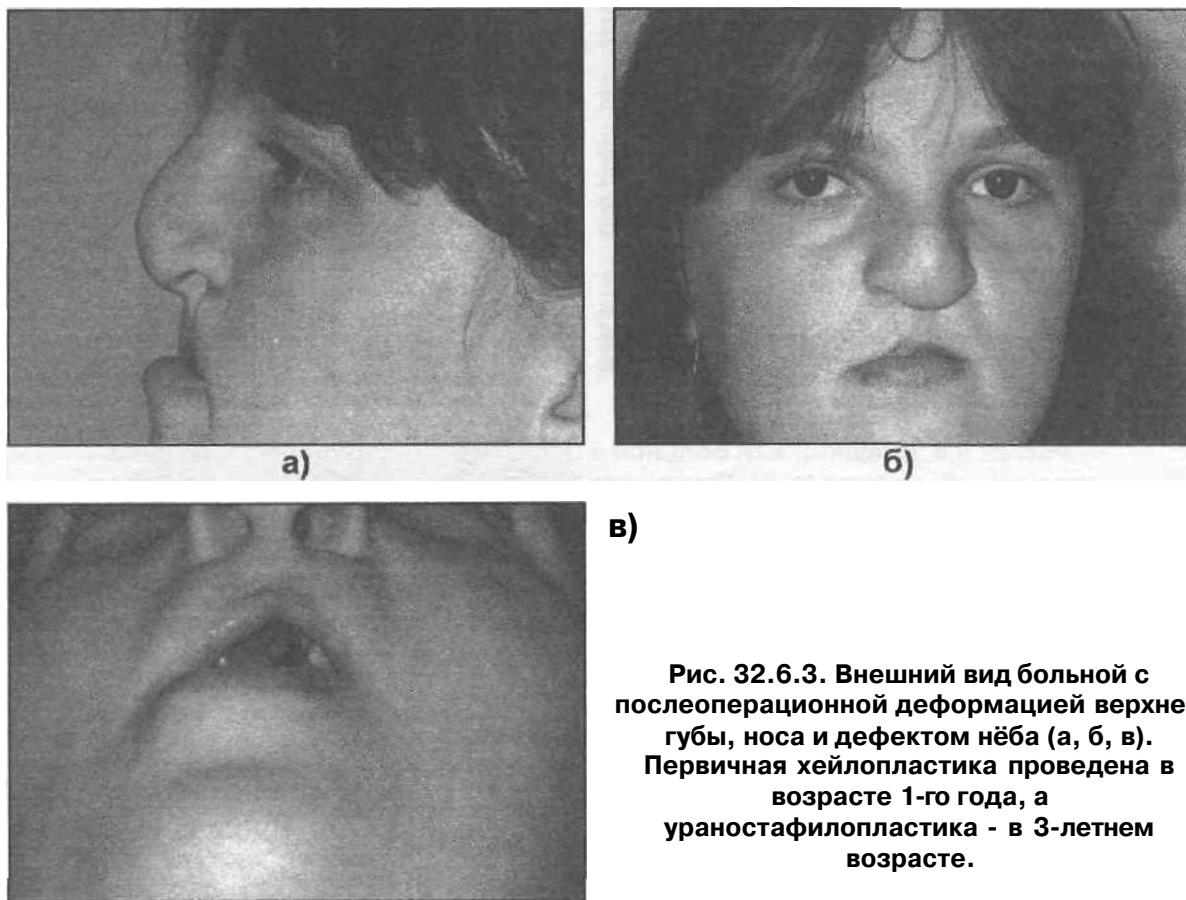 а)
б)
в)
Рис. 32.6.3. Внешний вид больной с
послеоперационной деформацией верхне
губы, носа и дефектом нёба (а, б, в).
Первичная хейлопластика проведена в
возрасте 1-го года, а
ураностафилопластика - в 3-летнем
возрасте.